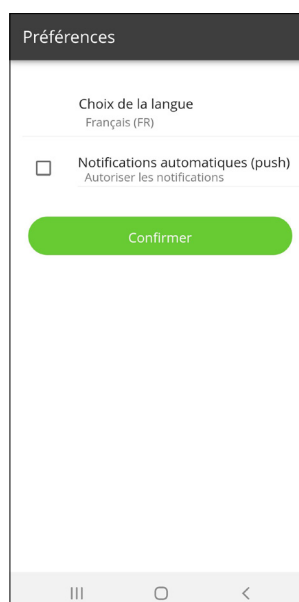 Préférences
Choix de la langue
Français (FR)
Notifications automatiques (push)
Autoriser les notifications
Confirmer